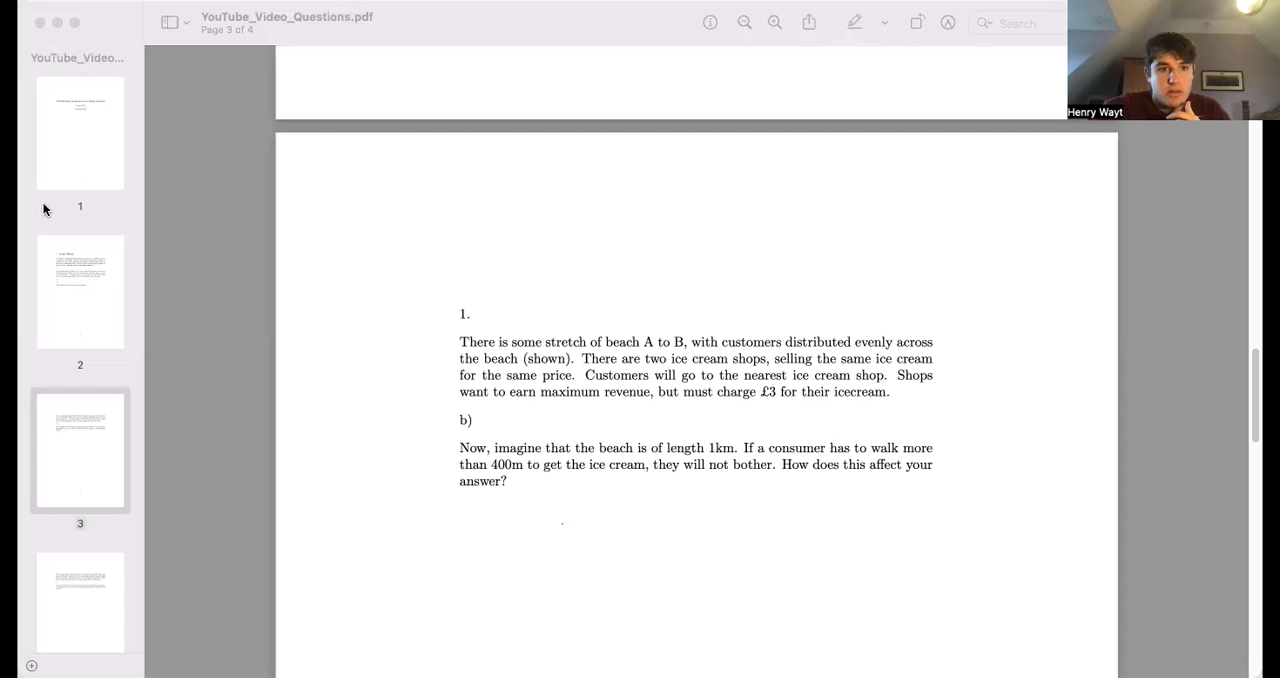 YouTube_Video_Questions.pdf
Page 3 of 4
Search
Henry Wayt
YouTube_Video...
1
2
3
1.
There is some stretch of beach A to B, with customers distributed evenly across
the beach (shown). There are two ice cream shops, selling the same ice cream
for the same price. Customers will go to the nearest ice cream shop. Shops
want to earn maximum revenue, but must charge £3 for their icecream.
b)
Now, imagine that the beach is of length 1km. If a consumer has to walk more
than 400m to get the ice cream, they will not bother. How does this affect your
answer?